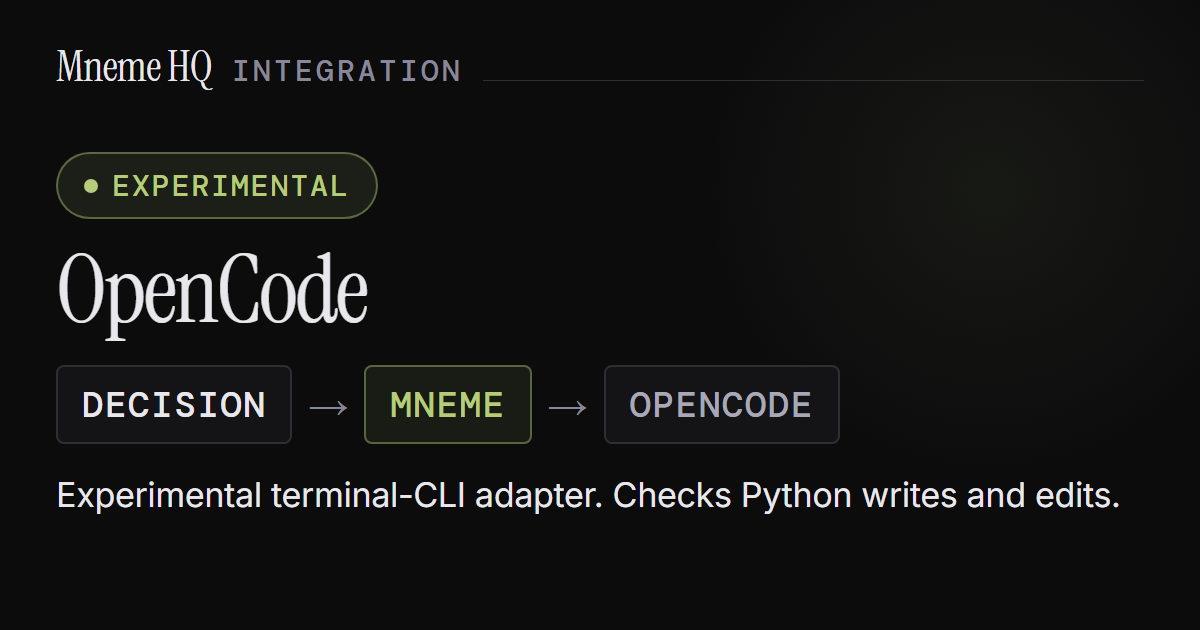 Mneme HQ INTEGRATION
EXPERIMENTAL
OpenCode
DECISION → MNEME → OPENCODE
Experimental terminal-CLI adapter. Checks Python writes and edits.